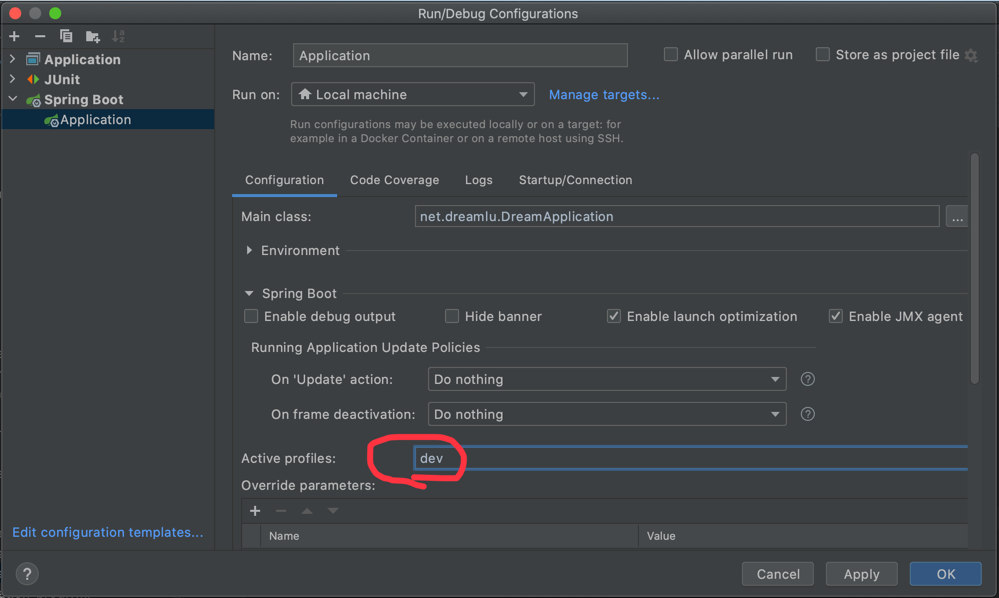 Run/Debug Configurations
Application
JUnit
Spring Boot
Application
Edit configuration templates...
?
Name: Application
Allow parallel run
Store as project file
Run on: Local machine
Manage targets...
Run configurations may be executed locally or on a target: for
example in a Docker Container or on a remote host using SSH.
Configuration Code Coverage Logs Startup/Connection
Main class: net.dreamlu.DreamApplication ...
Environment
Spring Boot
Enable debug output Hide banner Enable launch optimization Enable JMX agent
Running Application Update Policies
On 'Update' action: Do nothing ?
On frame deactivation: Do nothing ?
Active profiles: dev
Override parameters:
Name Value
Cancel Apply OK